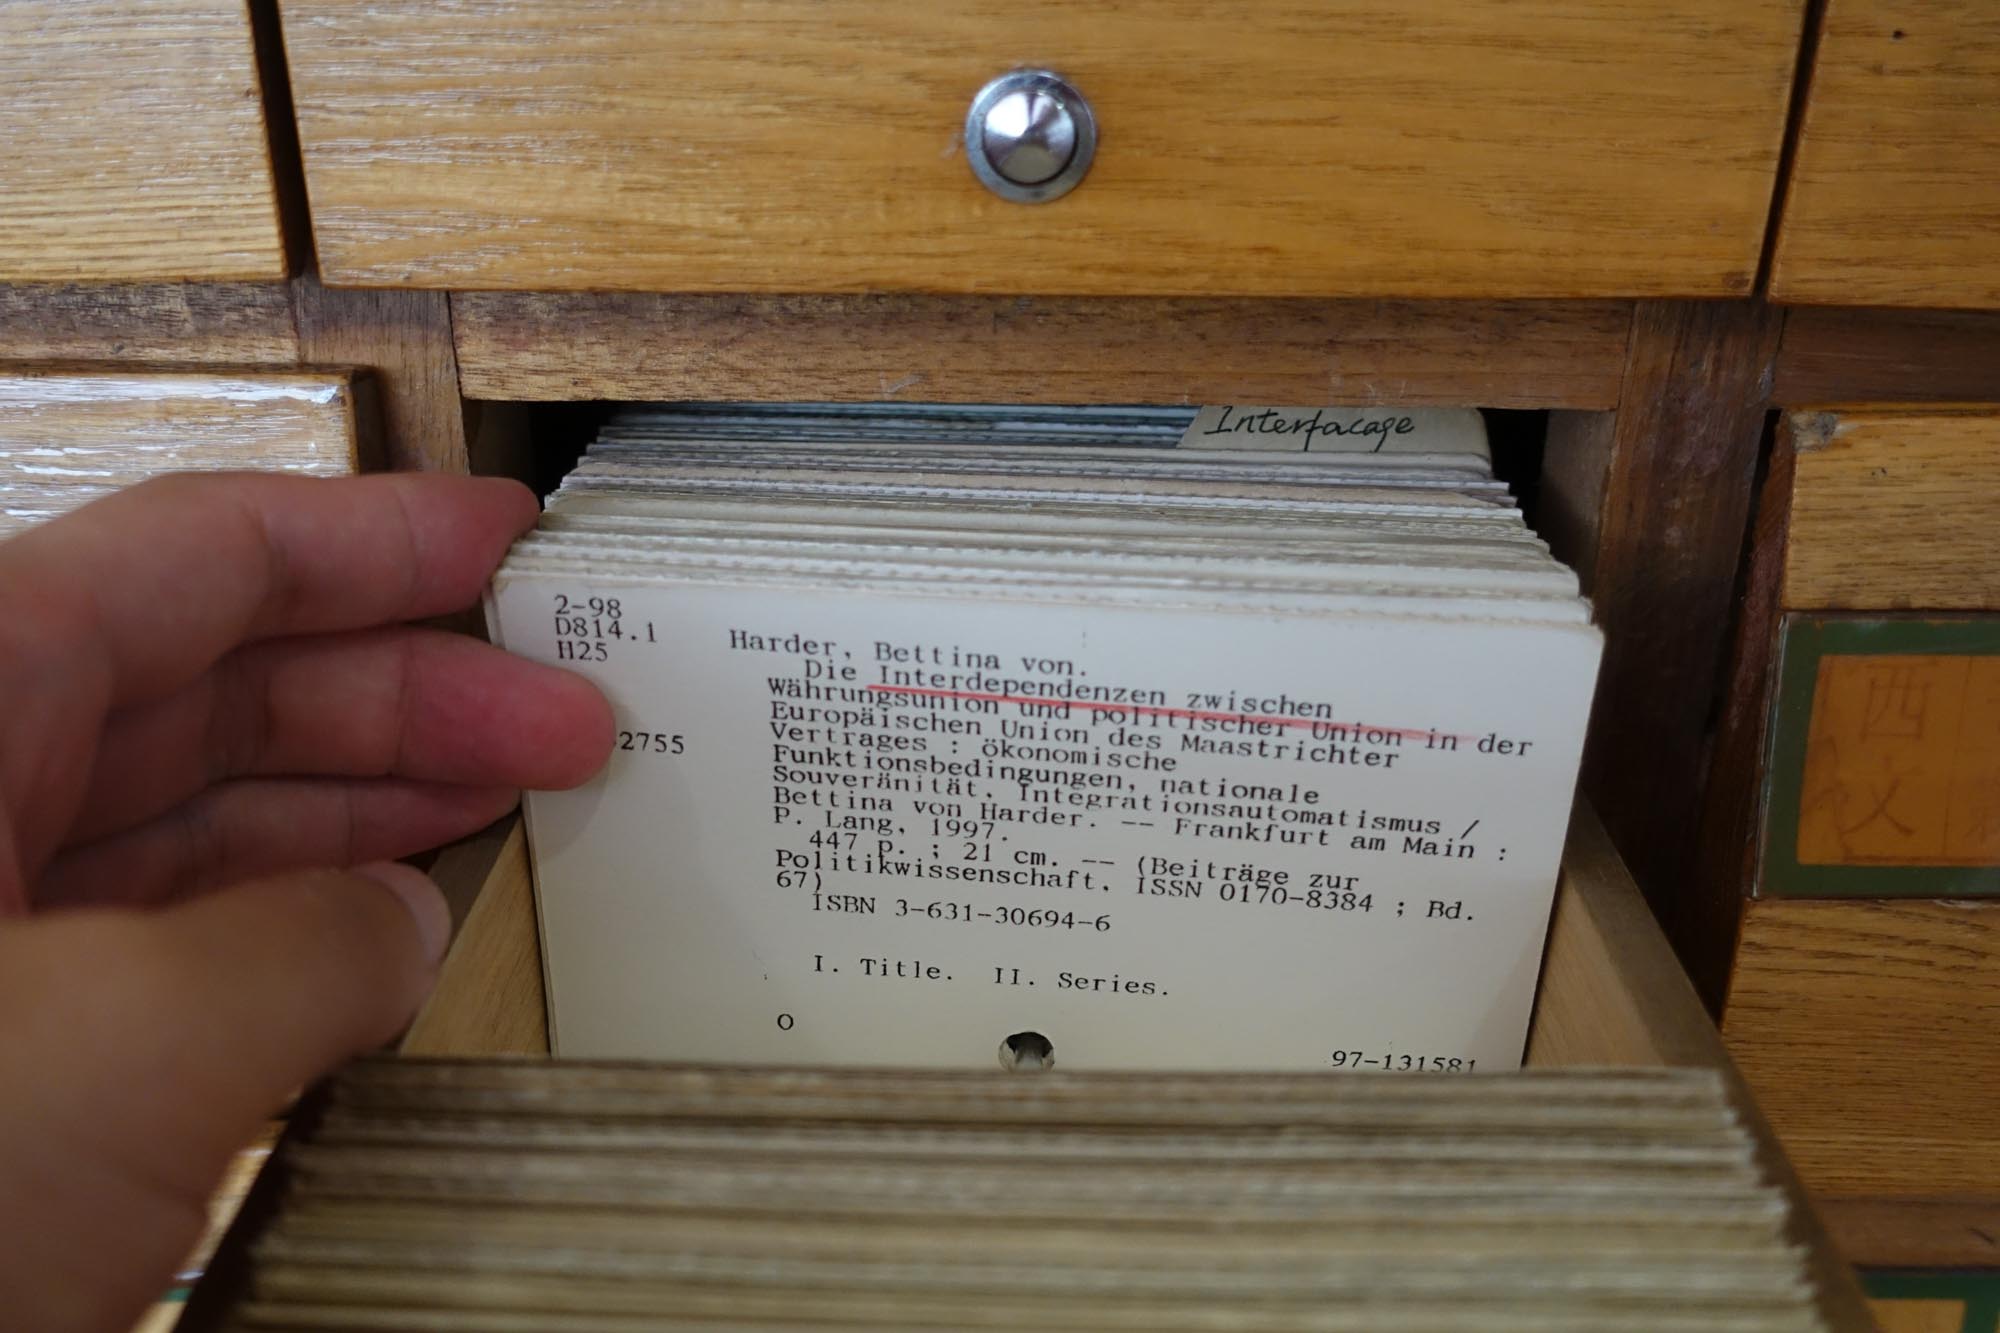 Interfacage
2-98
D814.1
H25
2755
Harder, Bettina von.
Die Interdependenzen zwischen
Währungsunion und politischer Union in der
Europäischen Union des Maastrichter
Vertrages : ökonomische
Funktionsbedingungen, nationale
Souveränität, Integrationsautomatismus /
Bettina von Harder. -- Frankfurt am Main :
P. Lang, 1997.
447 p. ; 21 cm. -- (Beiträge zur
Politikwissenschaft, ISSN 0170-8384 ; Bd.
67)
ISBN 3-631-30694-6
I. Title. II. Series.
O
97-131581
西
文